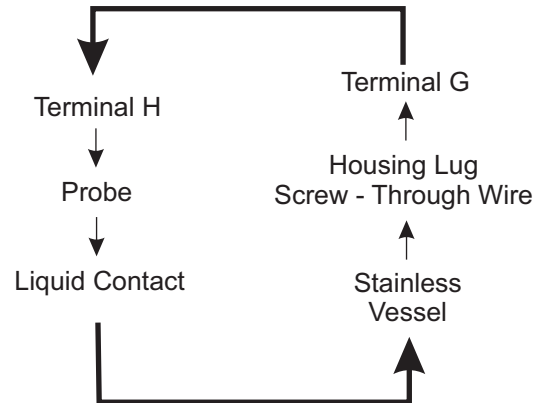 Terminal H
Probe
Liquid Contact
Terminal G
Housing Lug
Screw - Through Wire
Stainless
Vessel